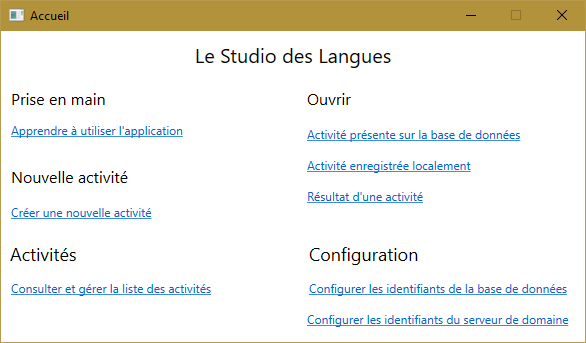 Accueil
Le Studio des Langues
Prise en main
Apprendre à utiliser l'application
Nouvelle activité
Créer une nouvelle activité
Activités
Consulter et gérer la liste des activités
Ouvrir
Activité présente sur la base de données
Activité enregistrée localement
Résultat d'une activité
Configuration
Configurer les identifiants de la base de données
Configurer les identifiants du serveur de domaine